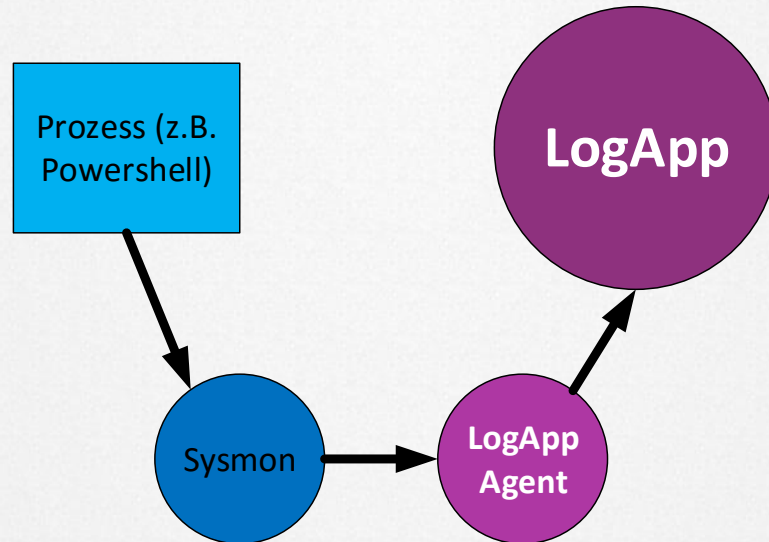 Prozess (z.B.
Powershell)
LogApp
Sysmon
LogApp
Agent